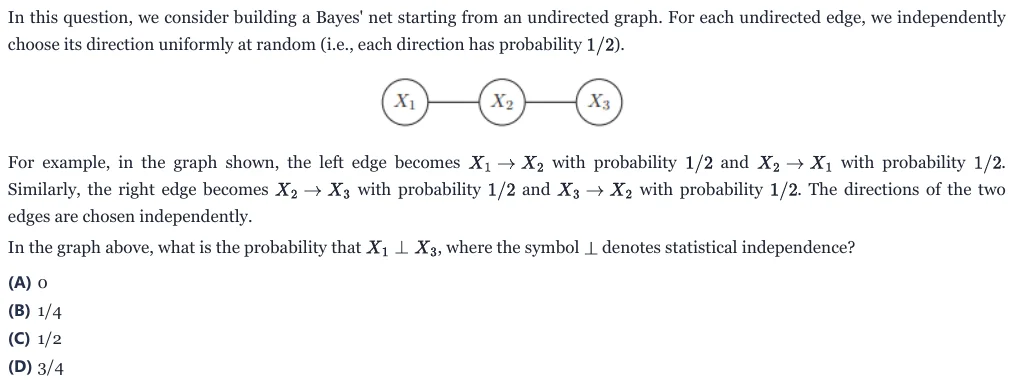 In this question, we consider building a Bayes' net starting from an undirected graph. For each undirected edge, we independently
choose its direction uniformly at random (i.e., each direction has probability 1/2).
X₁ X₂ X₃
For example, in the graph shown, the left edge becomes X₁ → X₂ with probability 1/2 and X₂ → X₁ with probability 1/2.
Similarly, the right edge becomes X₂ → X₃ with probability 1/2 and X₃ → X₂ with probability 1/2. The directions of the two
edges are chosen independently.
In the graph above, what is the probability that X₁ ⊥ X₃, where the symbol ⊥ denotes statistical independence?
(A) 0
(B) 1/4
(C) 1/2
(D) 3/4